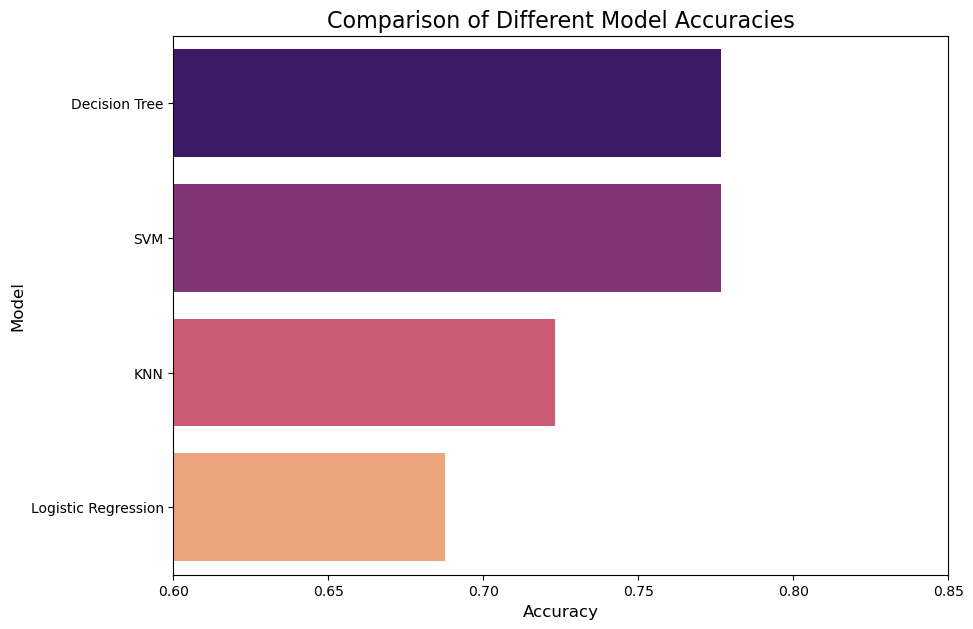 Comparison of Different Model Accuracies
Decision Tree
SVM
KNN
Logistic Regression
Model
0.60 0.65 0.70 0.75 0.80 0.85
Accuracy